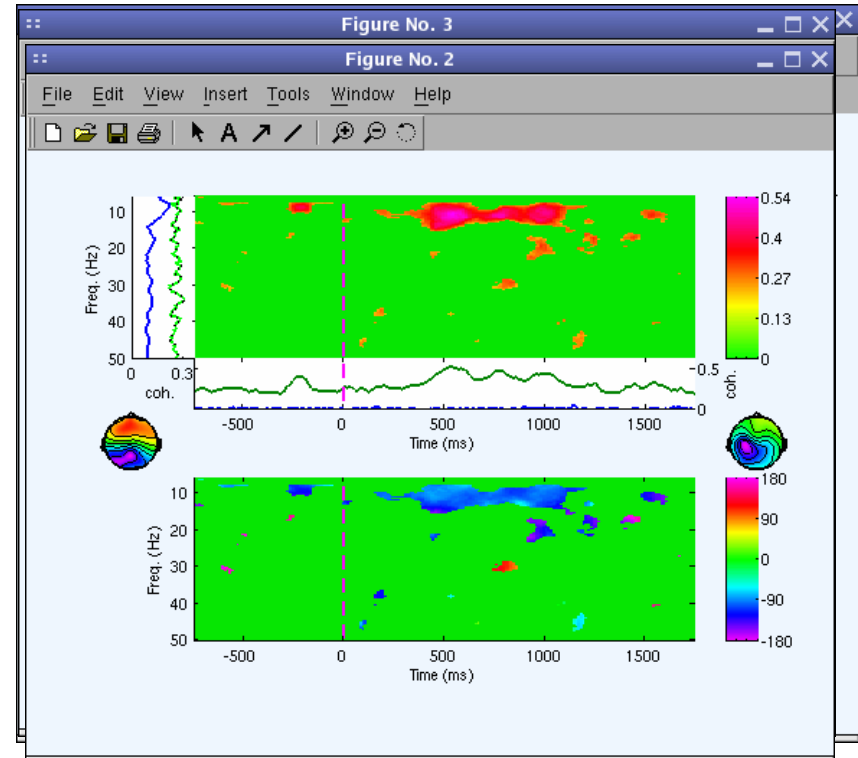 Figure No. 3
Figure No. 2
File Edit View Insert Tools Window Help
A
10
20
30
40
50
Freq. (Hz)
0 0.3
coh.
0.54
0.4
0.27
0.13
0
0.5
0
coh.
-500 0 500 1000 1500
Time (ms)
10
20
30
40
50
Freq. (Hz)
180
90
0
-90
-180
-500 0 500 1000 1500
Time (ms)